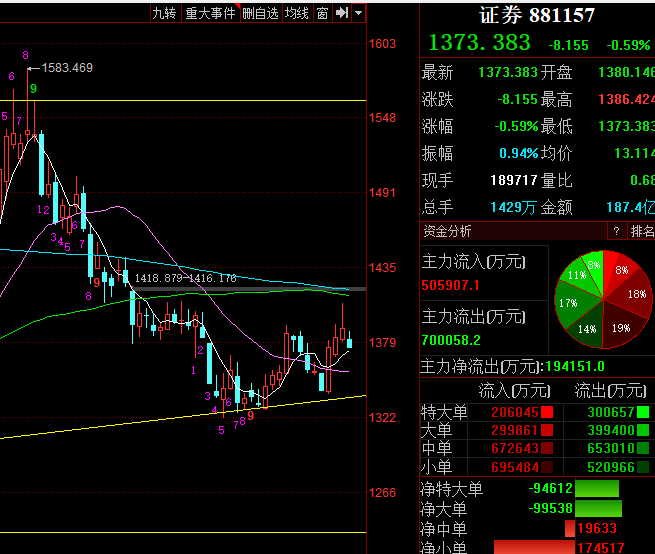 九转 重大事件 删自选 均线 窗
证券 881157
1373.383 -8.155 -0.59%
最新 1373.383 开盘 1380.146
涨跌 -8.155 最高 1386.424
涨幅 -0.59% 最低 1373.383
振幅 0.94% 均价 13.114
现手 189717 量比 0.68
总手 1429万 金额 187.4亿
资金分析 ? 排名
主力流入(万元)
505907.1
主力流出(万元)
700058.2
8% 8%
11% 18%
17%
14% 19%
主力净流出(万元):194151.0
流入(万元) 流出(万元)
特大单 206045 300657
大单 299861 399400
中单 672643 653010
小单 695484 520966
净特大单 -94612
净大单 -99538
净中单 19633
净小单 174517
1603
1548
1491
1435
1379
1322
1266
8
1583.469
6
9
5 7
12
6
3
4
5
7
8 9
1418.879-1416.176
2
1
3
4
6
5
7
8
9